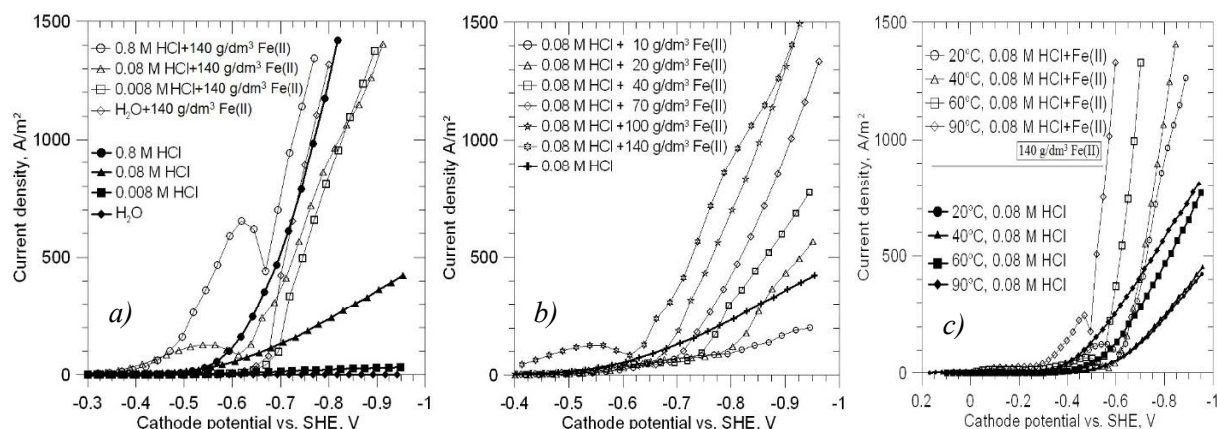 1500
1000
500
0
Current density, A/m²
0.8 M HCl+140 g/dm³ Fe(II)
0.08 M HCl+140 g/dm³ Fe(II)
0.008 M HCl+140 g/dm³ Fe(II)
H₂O+140 g/dm³ Fe(II)
0.8 M HCl
0.08 M HCl
0.008 M HCl
H₂O
a)
-0.3 -0.4 -0.5 -0.6 -0.7 -0.8 -0.9 -1
Cathode potential vs. SHE, V
1500
1000
500
0
Current density, A/m²
0.08 M HCl + 10 g/dm³ Fe(II)
0.08 M HCl + 20 g/dm³ Fe(II)
0.08 M HCl + 40 g/dm³ Fe(II)
0.08 M HCl + 70 g/dm³ Fe(II)
0.08 M HCl +100 g/dm³ Fe(II)
0.08 M HCl +140 g/dm³ Fe(II)
0.08 M HCl
b)
-0.4 -0.5 -0.6 -0.7 -0.8 -0.9 -1
Cathode potential vs. SHE, V
1500
1000
500
0
Current density, A/m²
20°C, 0.08 M HCl+Fe(II)
40°C, 0.08 M HCl+Fe(II)
60°C, 0.08 M HCl+Fe(II)
90°C, 0.08 M HCl+Fe(II)
140 g/dm³ Fe(II)
20°C, 0.08 M HCl
40°C, 0.08 M HCl
60°C, 0.08 M HCl
90°C, 0.08 M HCl
c)
0.2 0 -0.2 -0.4 -0.6 -0.8 -1
Cathode potential vs. SHE, V